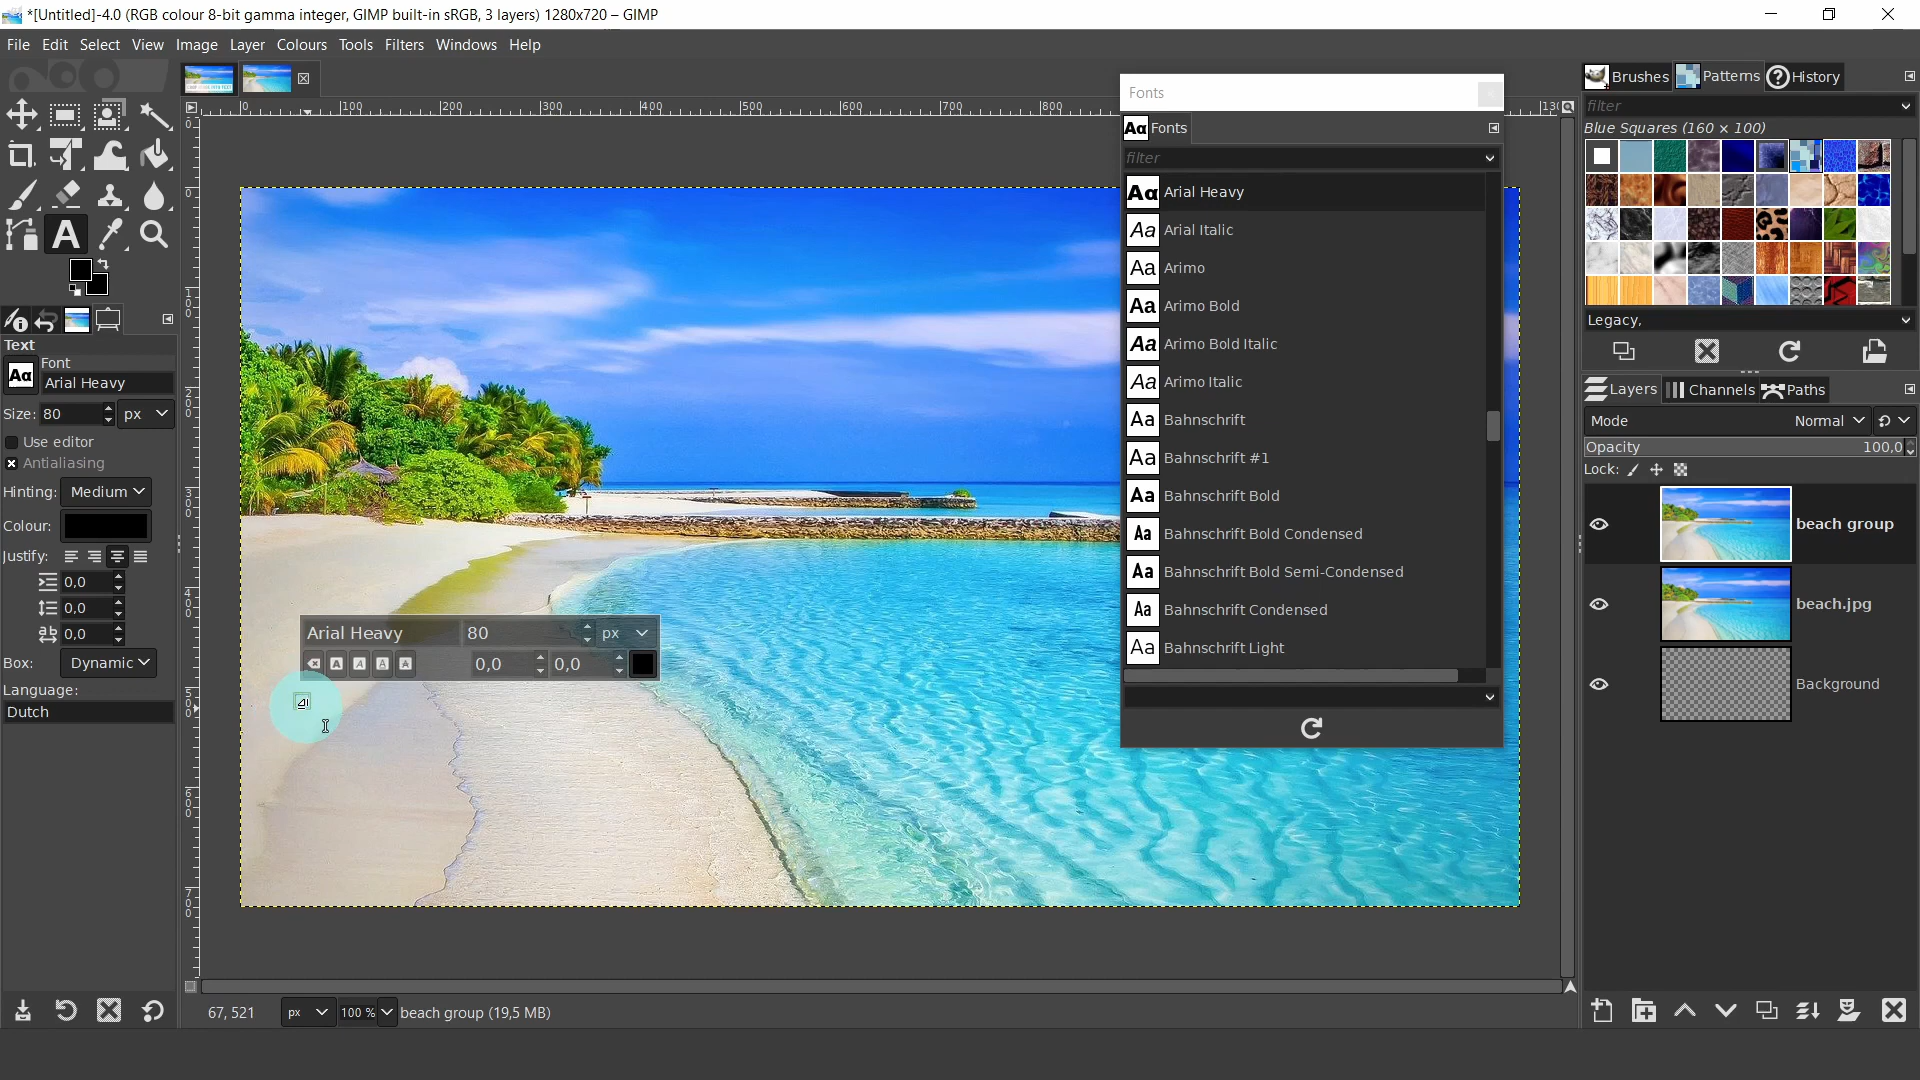 *[Untitled]-4.0 (RGB colour 8-bit gamma integer, GIMP built-in sRGB, 3 layers) 1280x720 – GIMP
File Edit Select View Image Layer Colours Tools Filters Windows Help
0 100 200 300 400 500 600 700 800
Text
Font
Aa Arial Heavy
Size: 80 px
Use editor
Antialiasing
Hinting: Medium
Colour:
Justify:
0,0
0,0
0,0
Box: Dynamic
Language:
Dutch
Arial Heavy 80 px
0,0 0,0
67, 521 px 100 % beach group (19,5 MB)
Fonts
Aa Fonts
filter
Aa Arial Heavy
Aa Arial Italic
Aa Arimo
Aa Arimo Bold
Aa Arimo Bold Italic
Aa Arimo Italic
Aa Bahnschrift
Aa Bahnschrift #1
Aa Bahnschrift Bold
Aa Bahnschrift Bold Condensed
Aa Bahnschrift Bold Semi-Condensed
Aa Bahnschrift Condensed
Aa Bahnschrift Light
Brushes Patterns History
filter
Blue Squares (160 × 100)
Legacy,
Layers Channels Paths
Mode Normal
Opacity 100,0
Lock:
beach group
beach.jpg
Background